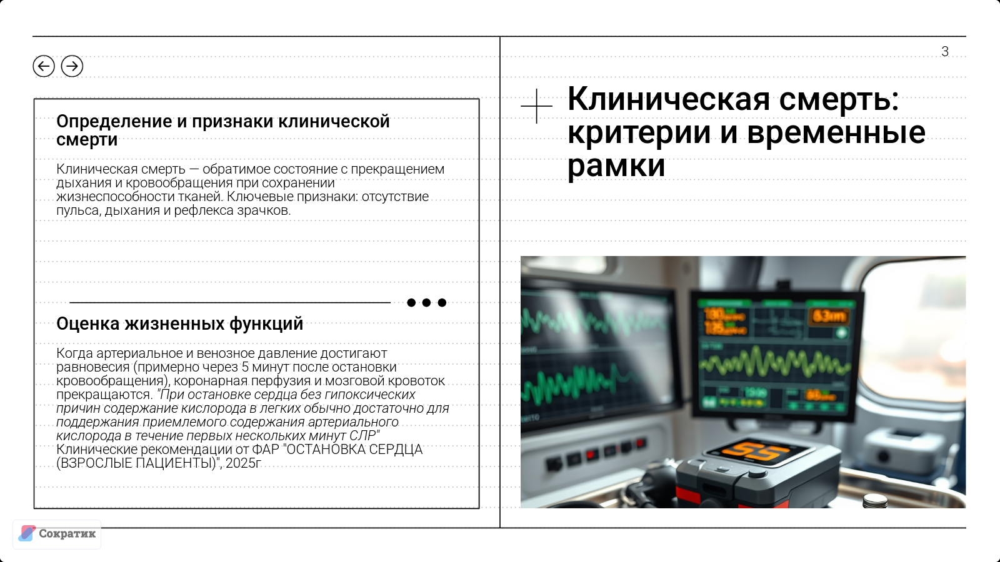 3
Определение и признаки клинической
смерти
Клиническая смерть — обратимое состояние с прекращением
дыхания и кровообращения при сохранении
жизнеспособности тканей. Ключевые признаки: отсутствие
пульса, дыхания и рефлекса зрачков.
Оценка жизненных функций
Когда артериальное и венозное давление достигают
равновесия (примерно через 5 минут после остановки
кровообращения), коронарная перфузия и мозговой кровоток
прекращаются. "При остановке сердца без гипоксических
причин содержание кислорода в легких обычно достаточно для
поддержания приемлемого содержания артериального
кислорода в течение первых нескольких минут СЛР"
Клинические рекомендации от ФАР "ОСТАНОВКА СЕРДЦА
(ВЗРОСЛЫЕ ПАЦИЕНТЫ)", 2025г
Клиническая смерть:
критерии и временные
рамки
55
Сократик